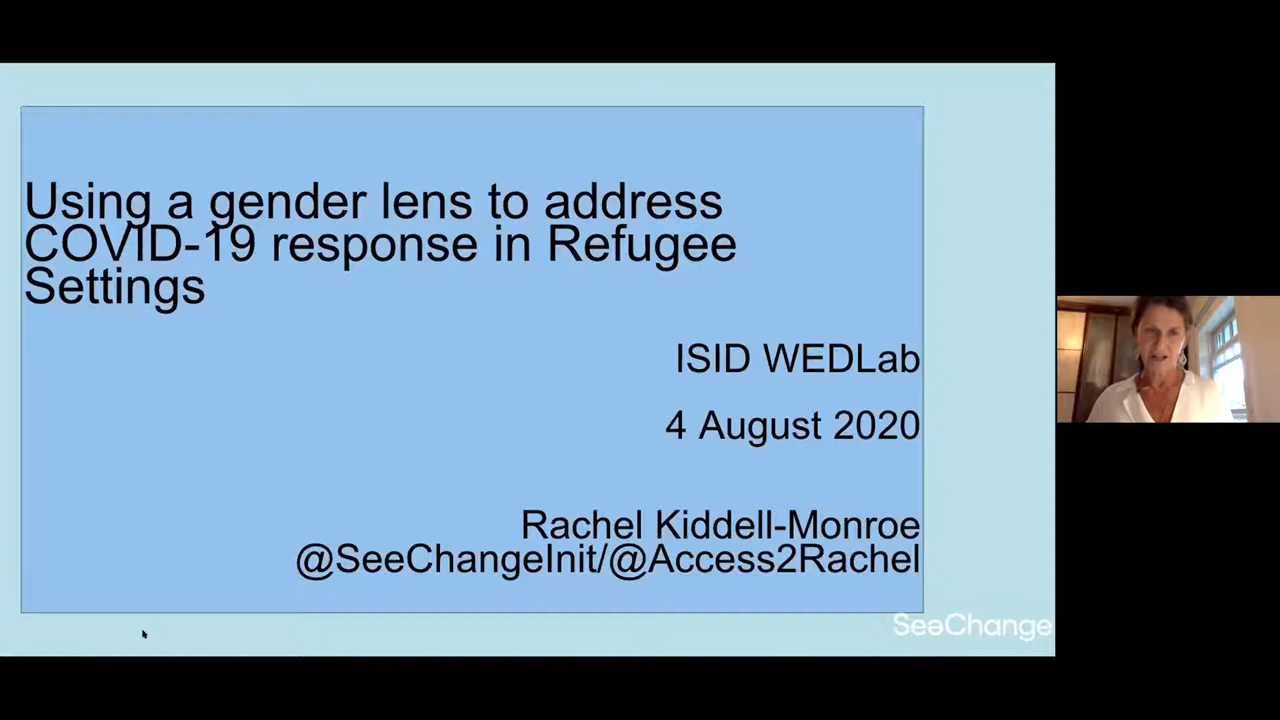 Using a gender lens to address
COVID-19 response in Refugee
Settings
ISID WEDLab
4 August 2020
Rachel Kiddell-Monroe
@SeeChangeInit/@Access2Rachel
SeeChange